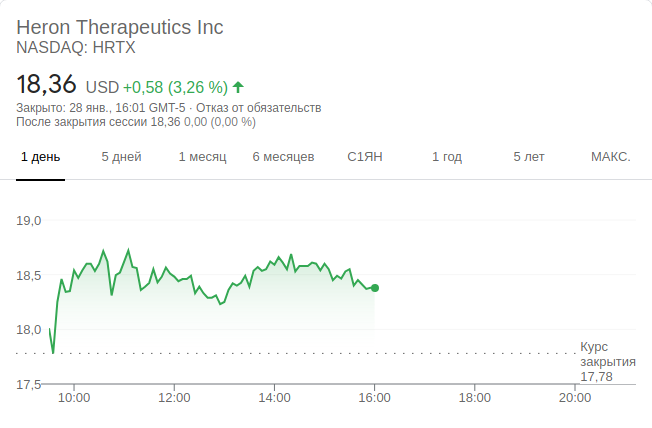 Heron Therapeutics Inc
NASDAQ: HRTX
18,36 USD +0,58 (3,26 %)
Закрыто: 28 янв., 16:01 GMT-5 · Отказ от обязательств
После закрытия сессии 18,36 0,00 (0,00 %)
1 день 5 дней 1 месяц 6 месяцев С1ЯН 1 год 5 лет МАКС.
19,0
18,5
18,0
Курс
закрытия
17,78
17,5
10:00 12:00 14:00 16:00 18:00 20:00